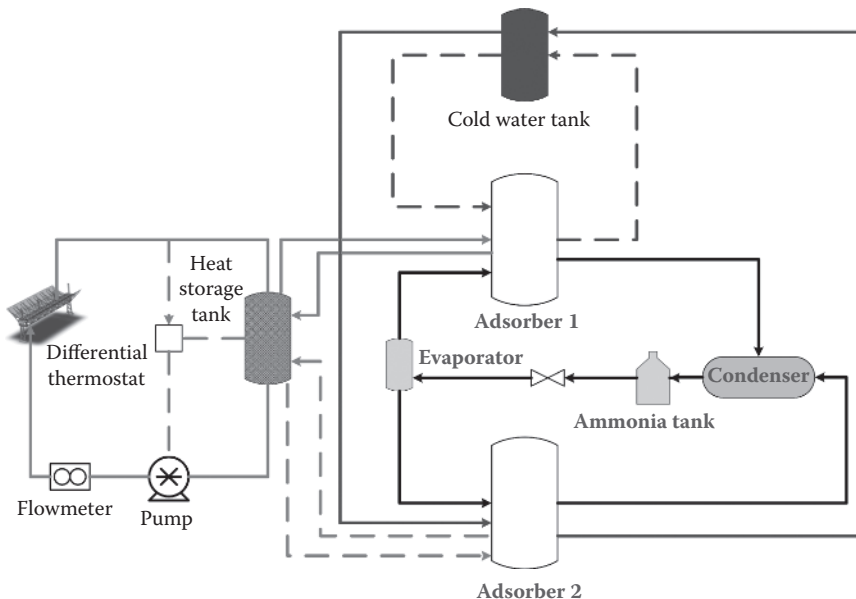 Cold water tank
Heat
storage
tank
Adsorber 1
Differential
thermostat
Evaporator
Condenser
Ammonia tank
Flowmeter
Pump
Adsorber 2